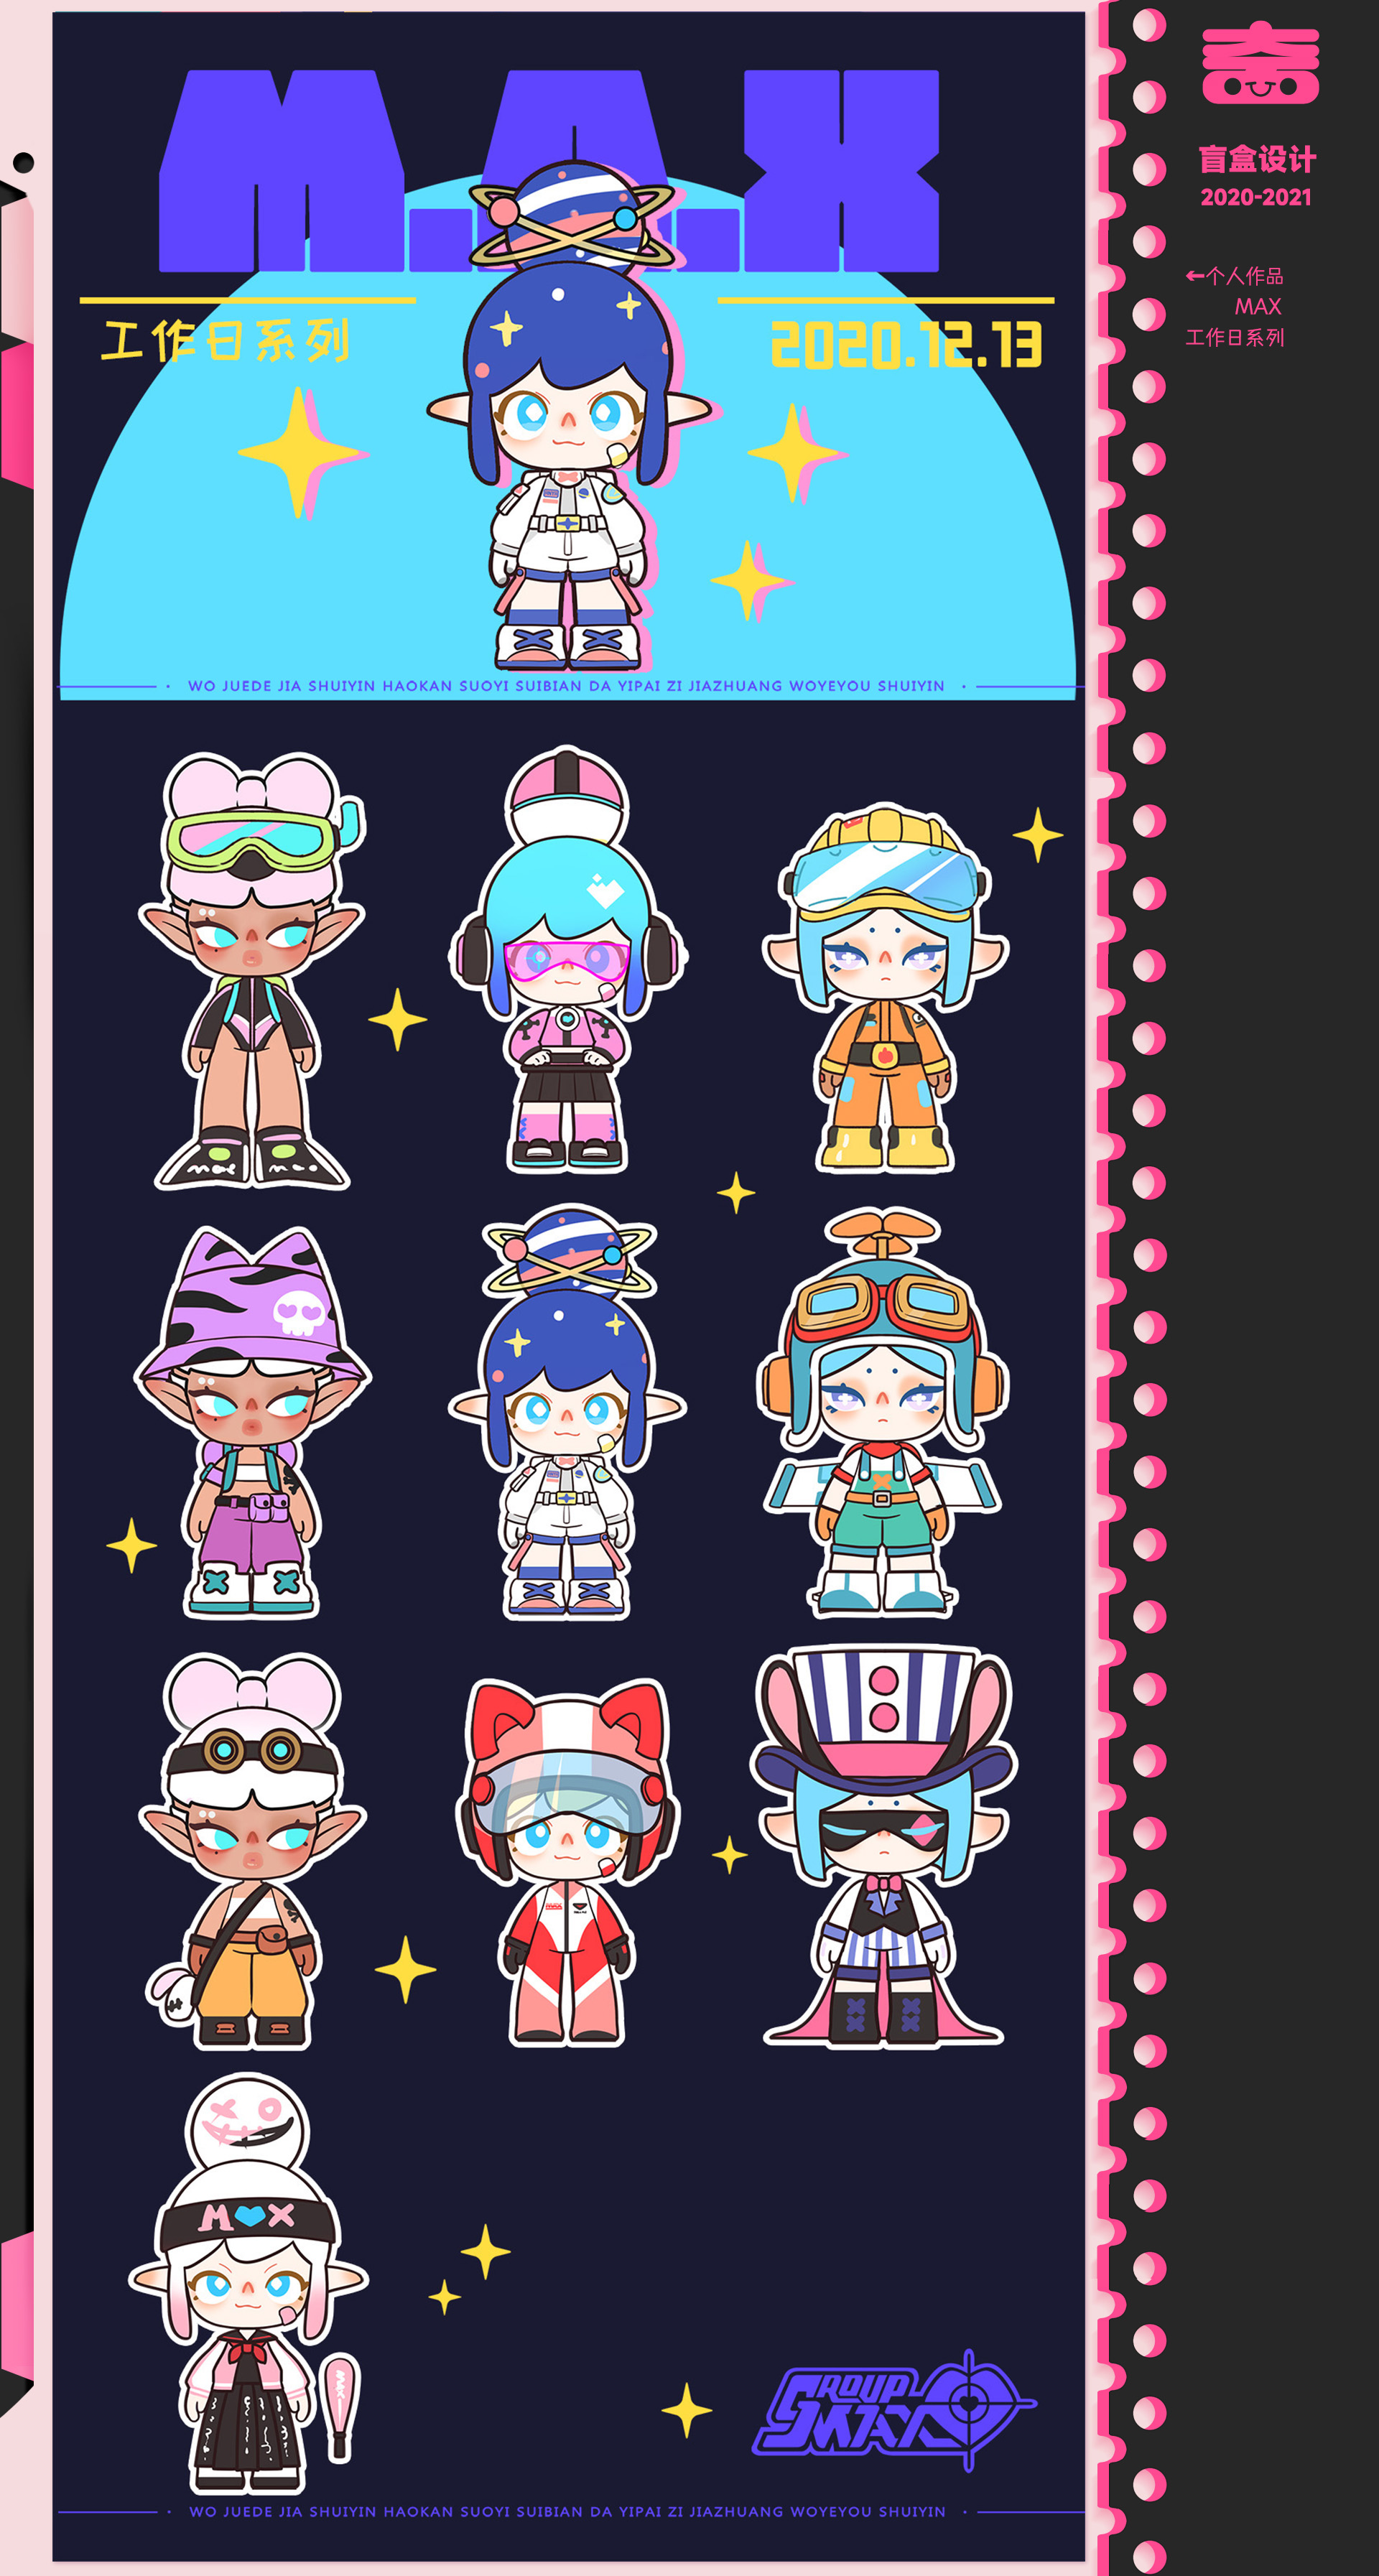 M.A.X
工作日系列
2020.12.13
WO JUEDE JIA SHUIYIN HAOKAN SUOYI SUIBIAN DA YIPAI ZI JIAZHUANG WOYEYOU SHUIYIN
盲盒设计
2020-2021
←个人作品
MAX
工作日系列
MAX
M X
MAX
GROUP
MAX
WO JUEDE JIA SHUIYIN HAOKAN SUOYI SUIBIAN DA YIPAI ZI JIAZHUANG WOYEYOU SHUIYIN